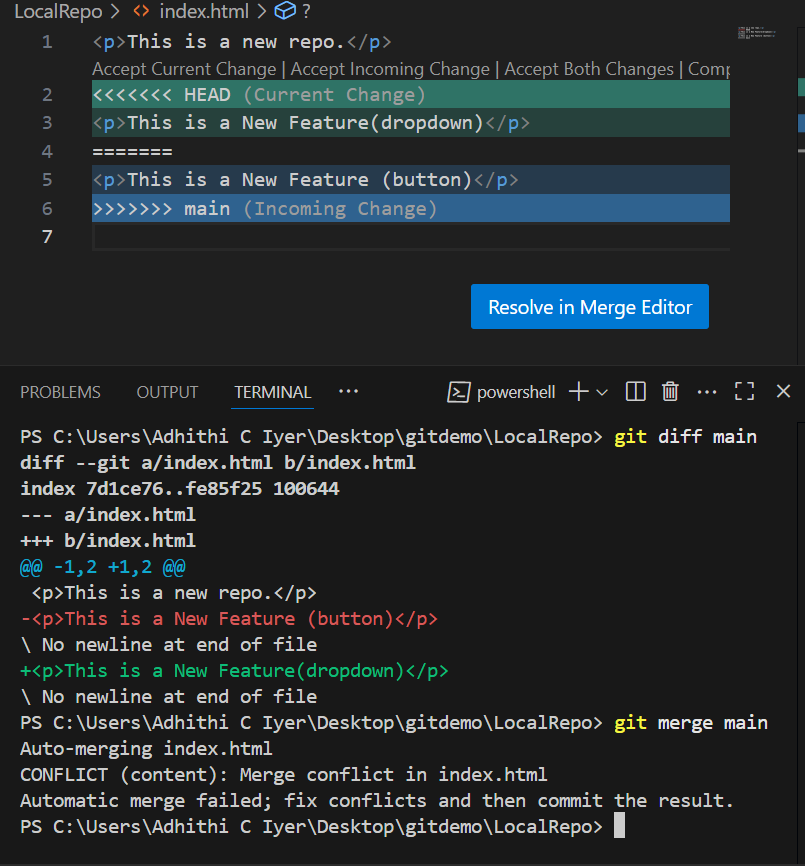 LocalRepo > <> index.html > ?
1 <p>This is a new repo.</p>
Accept Current Change | Accept Incoming Change | Accept Both Changes | Comp
2 <<<<<<< HEAD (Current Change)
3 <p>This is a New Feature(dropdown)</p>
4 =======
5 <p>This is a New Feature (button)</p>
6 >>>>>>> main (Incoming Change)
7
Resolve in Merge Editor
PROBLEMS OUTPUT TERMINAL ··· powershell
PS C:\Users\Adhithi C Iyer\Desktop\gitdemo\LocalRepo> git diff main
diff --git a/index.html b/index.html
index 7d1ce76..fe85f25 100644
--- a/index.html
+++ b/index.html
@@ -1,2 +1,2 @@
 <p>This is a new repo.</p>
-<p>This is a New Feature (button)</p>
\ No newline at end of file
+<p>This is a New Feature(dropdown)</p>
\ No newline at end of file
PS C:\Users\Adhithi C Iyer\Desktop\gitdemo\LocalRepo> git merge main
Auto-merging index.html
CONFLICT (content): Merge conflict in index.html
Automatic merge failed; fix conflicts and then commit the result.
PS C:\Users\Adhithi C Iyer\Desktop\gitdemo\LocalRepo>